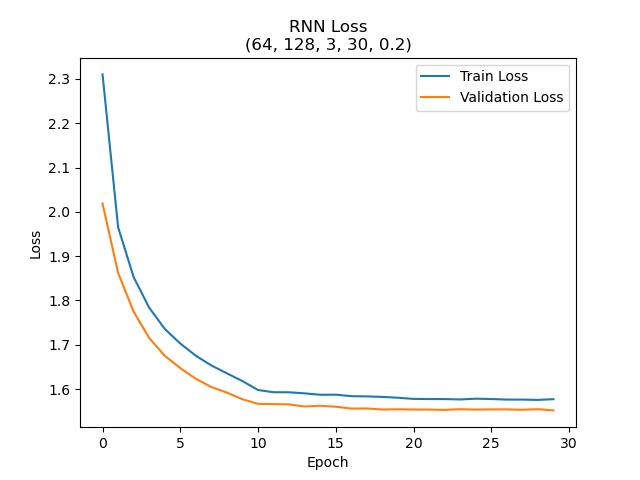 RNN Loss
(64, 128, 3, 30, 0.2)
Train Loss
Validation Loss
2.3
2.2
2.1
2.0
1.9
1.8
1.7
1.6
Loss
0 5 10 15 20 25 30
Epoch